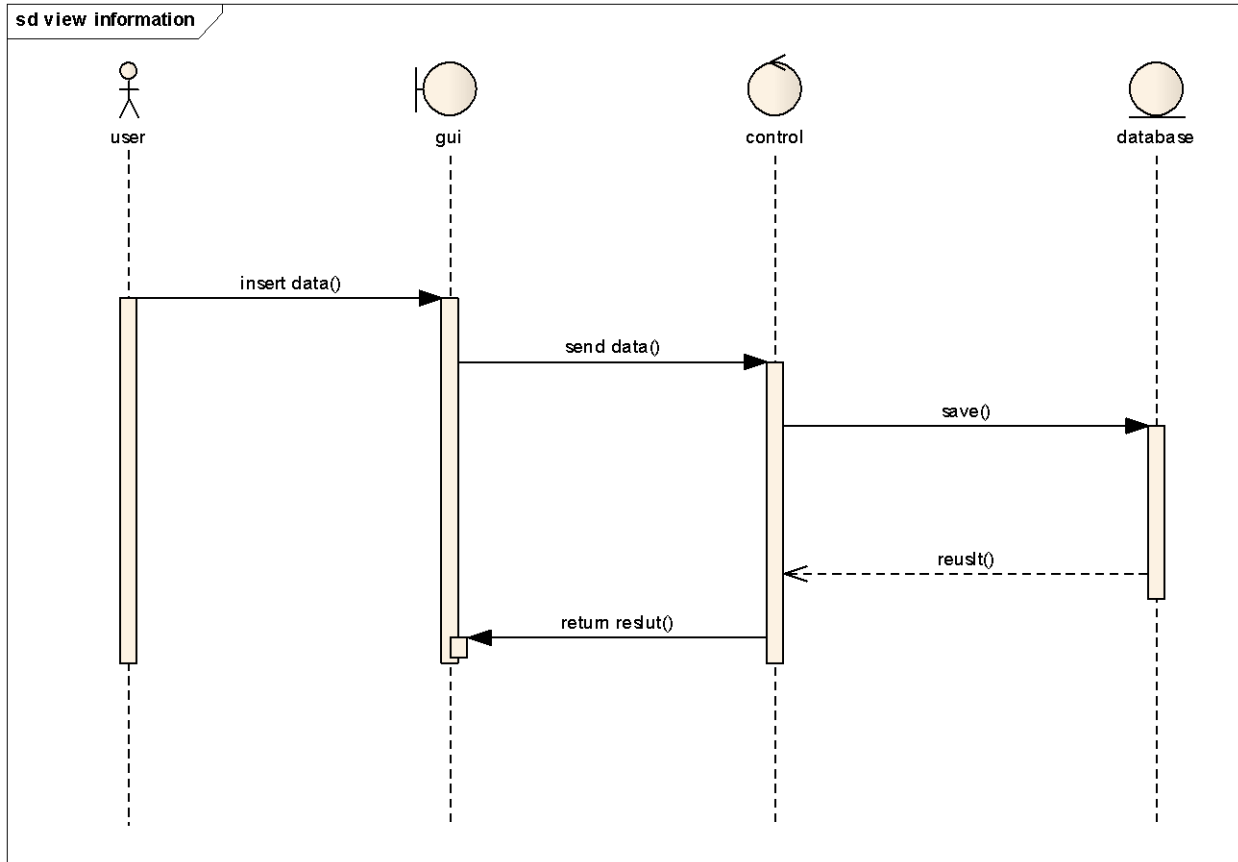 sd view information
user
gui
control
database
insert data()
send data()
save()
reuslt()
return reslut()